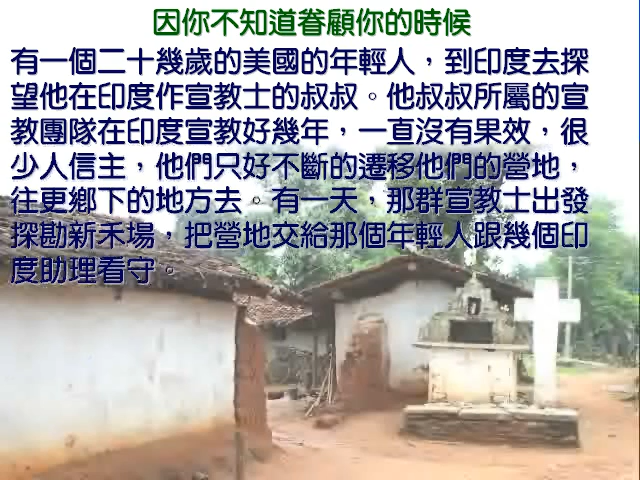 因你不知道眷顧你的時候
有一個二十幾歲的美國的年輕人，到印度去探
望他在印度作宣教士的叔叔。他叔叔所屬的宣
教團隊在印度宣教好幾年，一直沒有果效，很
少人信主，他們只好不斷的遷移他們的營地，
往更鄉下的地方去。有一天，那群宣教士出發
探勘新禾場，把營地交給那個年輕人跟幾個印
度助理看守。